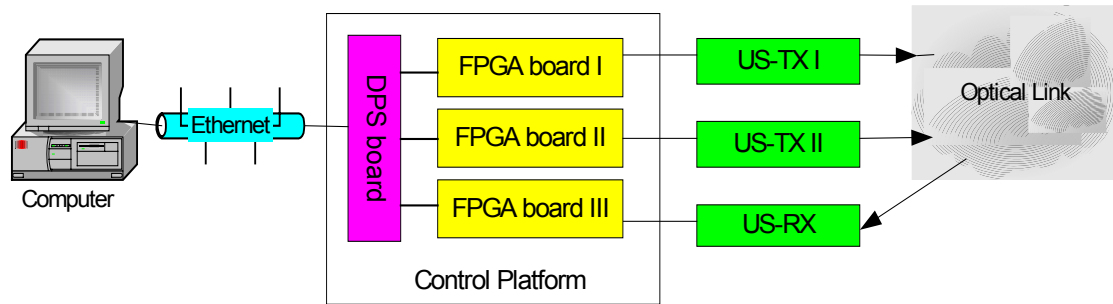 Computer
Ethernet
DPS board
FPGA board I
FPGA board II
FPGA board III
Control Platform
US-TX I
US-TX II
US-RX
Optical Link